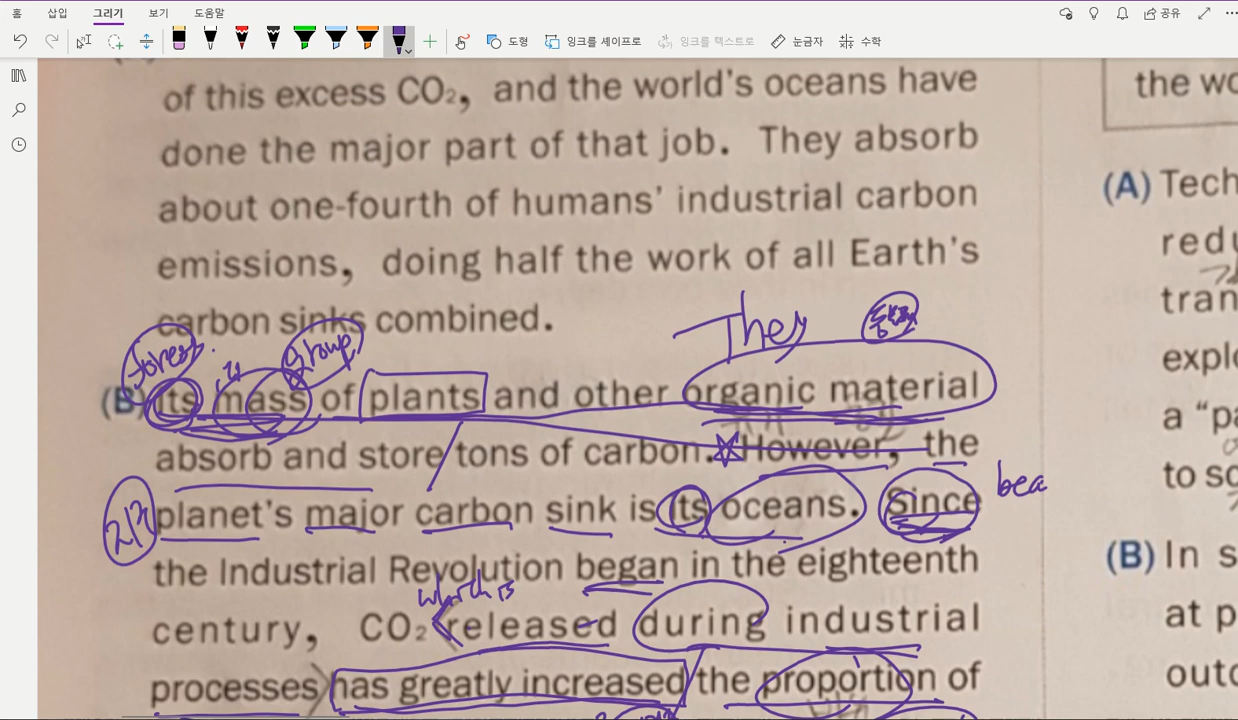 홈 삽입 그리기 보기 도움말
공유
도형 잉크를 셰이프로 잉크를 텍스트로 눈금자 수학
of this excess CO₂, and the world's oceans have
done the major part of that job. They absorb
about one-fourth of humans' industrial carbon
emissions, doing half the work of all Earth's
carbon sinks combined.
They
forest
group
(B) Its mass of plants and other organic material
absorb and store tons of carbon. However, the
planet's major carbon sink is its oceans. Since
bea
the Industrial Revolution began in the eighteenth
which is
century, CO₂ released during industrial
processes has greatly increased the proportion of
the wo
(A) Tech
redu
tran
explo
a "pa
to so
(B) In s
at p
outo